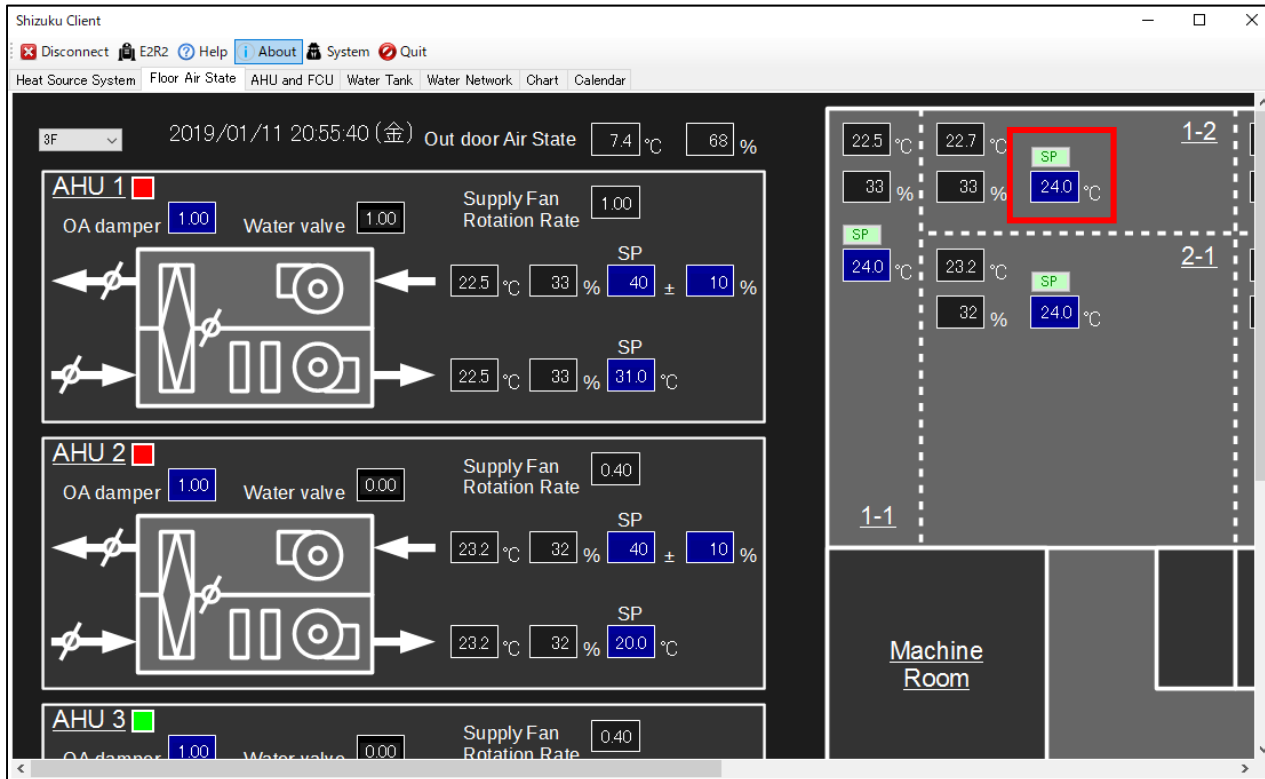 Shizuku Client
Disconnect E2R2 Help About System Quit
Heat Source System Floor Air State AHU and FCU Water Tank Water Network Chart Calendar
3F 2019/01/11 20:55:40 (金) Out door Air State 7.4 °C 68 %
AHU 1
OA damper 1.00 Water valve 1.00 Supply Fan
Rotation Rate 1.00
SP
22.5 °C 33 % 40 ± 10 %
SP
22.5 °C 33 % 31.0 °C
AHU 2
OA damper 1.00 Water valve 0.00 Supply Fan
Rotation Rate 0.40
SP
23.2 °C 32 % 40 ± 10 %
SP
23.2 °C 32 % 20.0 °C
AHU 3
OA damper 1.00 Water valve 0.00 Supply Fan
Rotation Rate 0.40
22.5 °C 22.7 °C SP 1-2
33 % 33 % 24.0 °C
SP
24.0 °C 23.2 °C SP 2-1
32 % 24.0 °C
1-1
Machine
Room